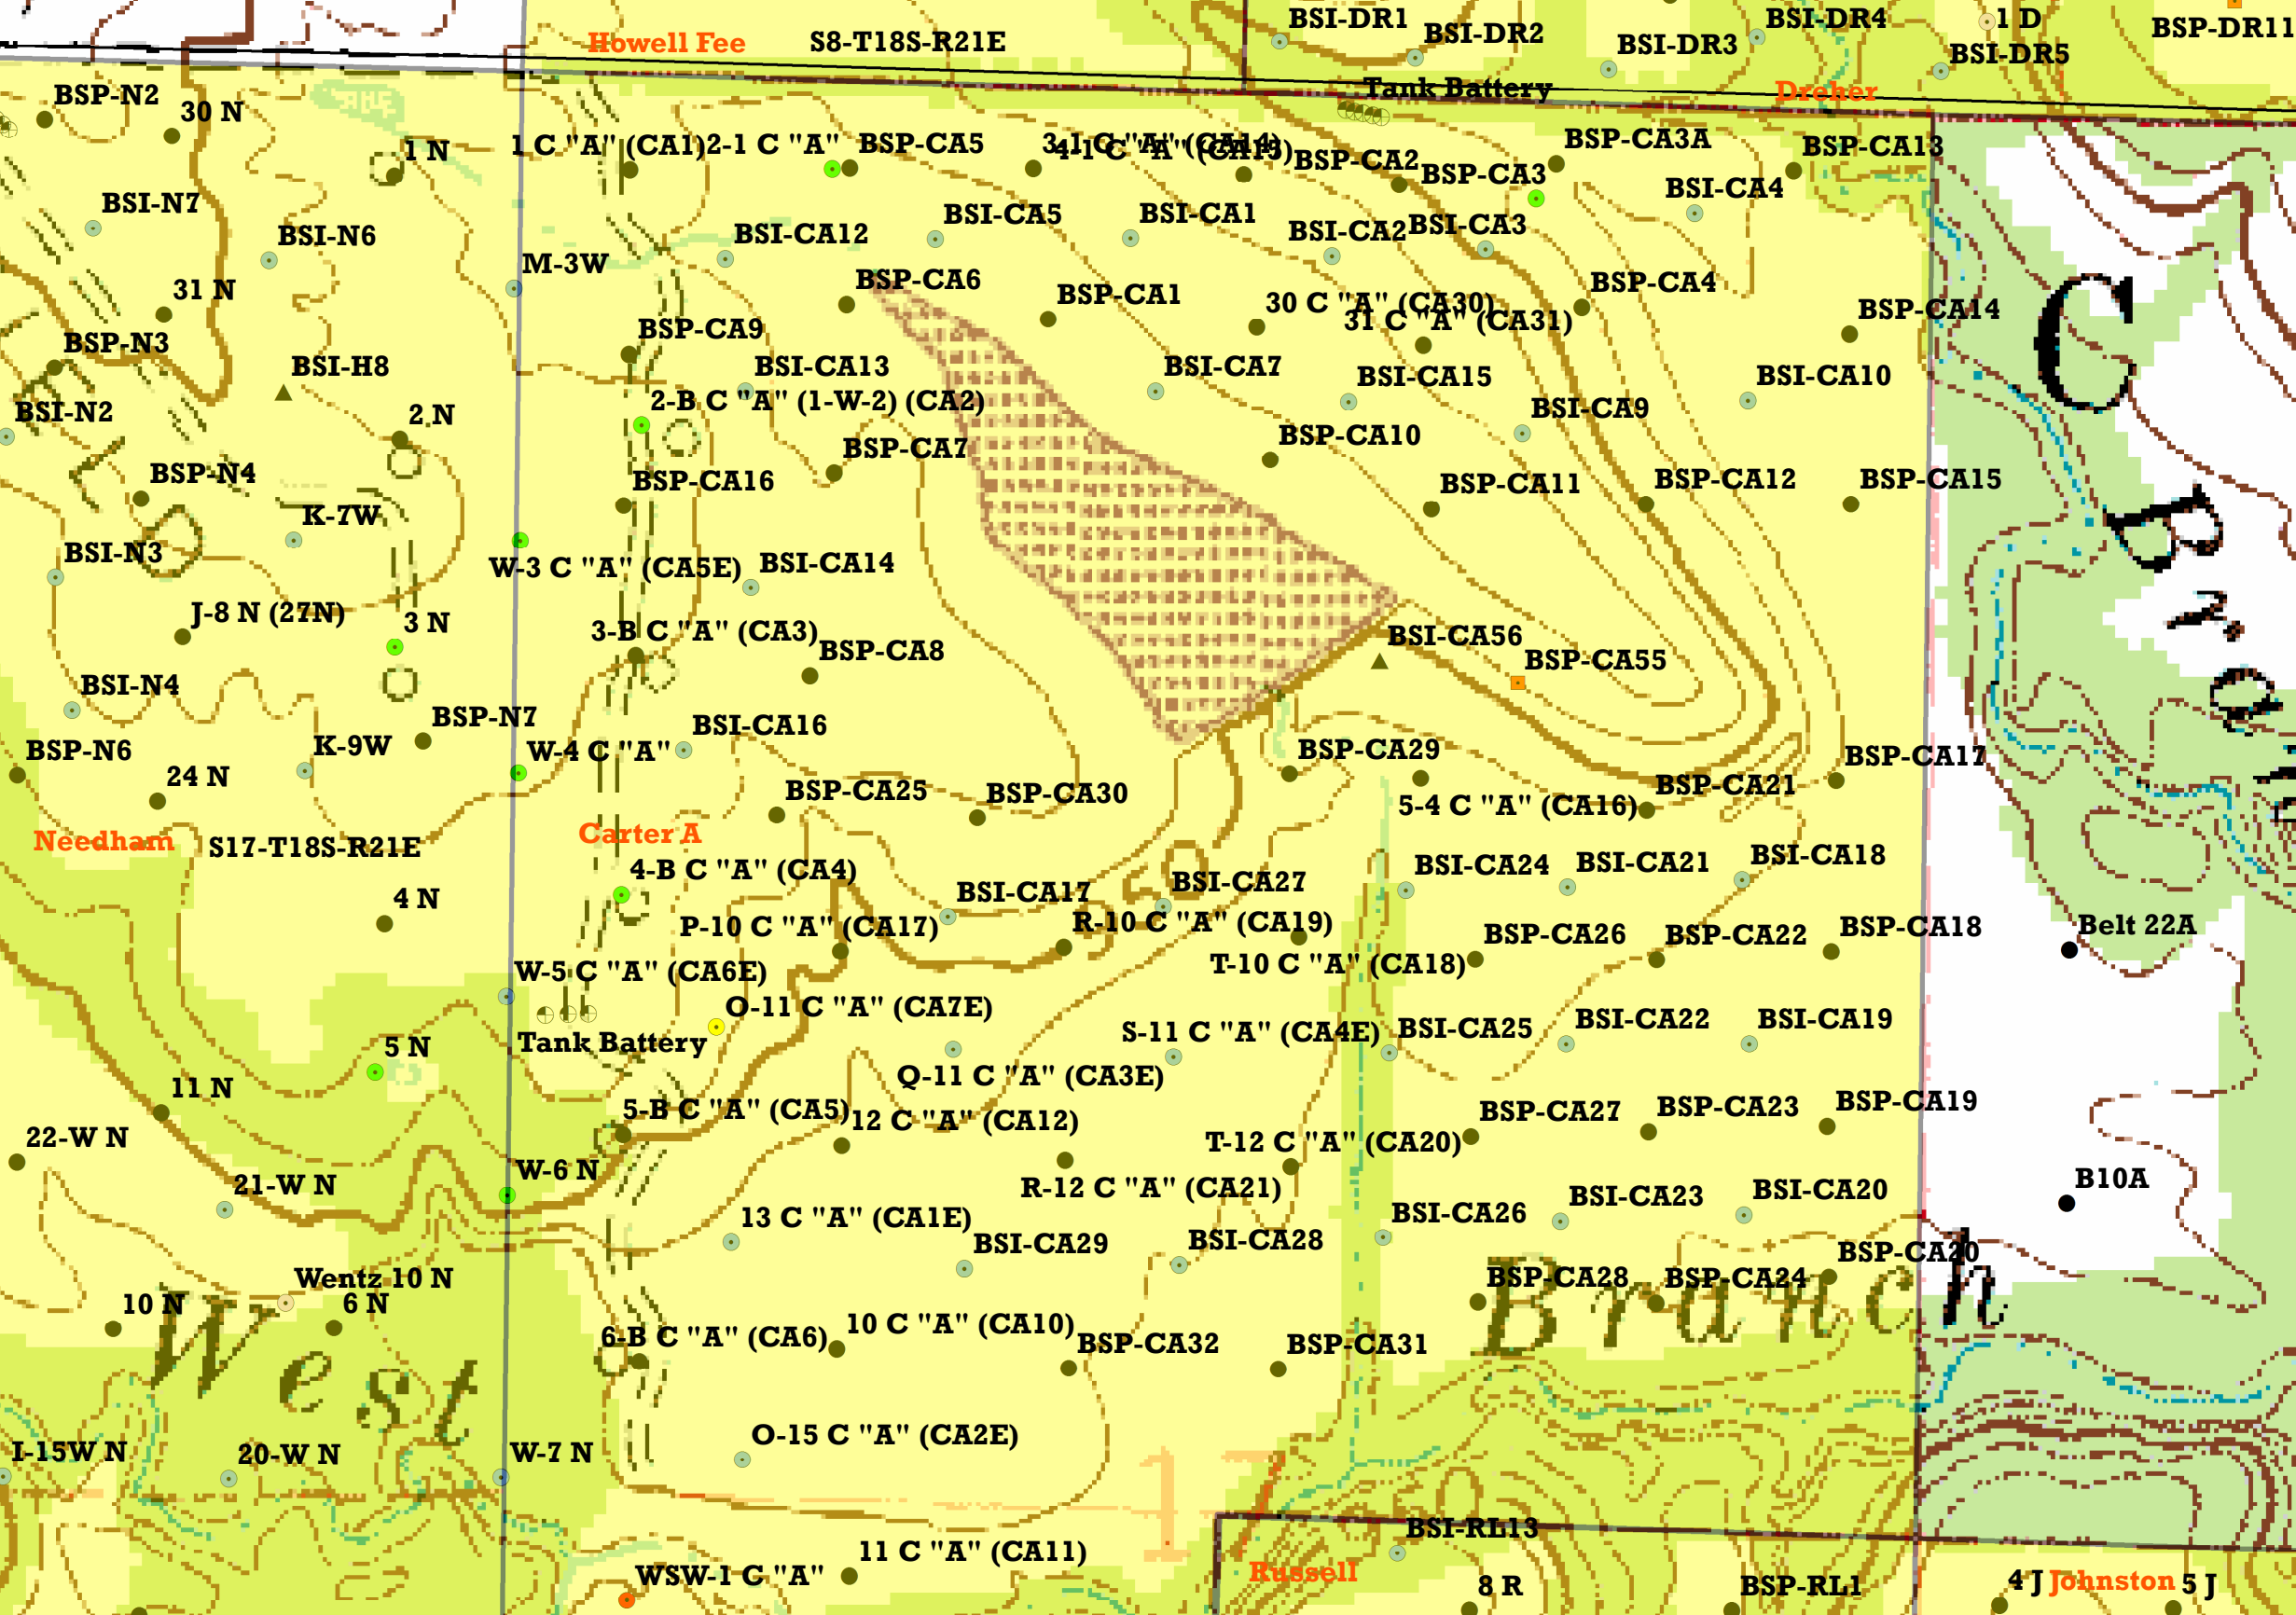 BSI-DR1
BSI-DR2
BSI-DR3
BSI-DR4
1 D
BSI-DR5
BSP-DR11
Howell Fee
S8-T18S-R21E
Tank Battery
Dreher
BSP-N2
30 N
1 N
1 C "A" (CA1)
2-1 C "A"
BSP-CA5
3-1 C "A" (CA14)
4-1 C "A" (CA13)
BSP-CA2
BSP-CA3
BSP-CA3A
BSP-CA13
BSI-CA4
BSI-N7
BSI-N6
M-3W
BSI-CA12
BSI-CA5
BSI-CA1
BSI-CA2
BSI-CA3
31 N
BSP-CA6
BSP-CA1
30 C "A" (CA30)
31 C "A" (CA31)
BSP-CA4
BSP-CA14
C
BSP-N3
BSI-H8
BSP-CA9
BSI-CA13
BSI-CA7
BSI-CA15
BSI-CA10
BSI-N2
2 N
2-B C "A" (1-W-2) (CA2)
BSI-CA9
BSP-CA7
BSP-CA10
BSP-N4
K-7W
BSP-CA16
BSP-CA11
BSP-CA12
BSP-CA15
BSI-N3
W-3 C "A" (CA5E)
BSI-CA14
J-8 N (27N)
3 N
3-B C "A" (CA3)
BSP-CA8
BSI-CA56
BSP-CA55
BSI-N4
BSP-N7
BSI-CA16
BSP-N6
K-9W
W-4 C "A"
BSP-CA29
BSP-CA17
24 N
BSP-CA25
BSP-CA30
5-4 C "A" (CA16)
BSP-CA21
Needham
S17-T18S-R21E
Carter A
4-B C "A" (CA4)
BSI-CA17
950
BSI-CA27
BSI-CA24
BSI-CA21
BSI-CA18
4 N
P-10 C "A" (CA17)
R-10 C "A" (CA19)
BSP-CA26
BSP-CA22
BSP-CA18
Belt 22A
W-5 C "A" (CA6E)
T-10 C "A" (CA18)
O-11 C "A" (CA7E)
Tank Battery
S-11 C "A" (CA4E)
BSI-CA25
BSI-CA22
BSI-CA19
5 N
Q-11 C "A" (CA3E)
11 N
5-B C "A" (CA5)
12 C "A" (CA12)
BSP-CA27
BSP-CA23
BSP-CA19
22-W N
T-12 C "A" (CA20)
W-6 N
21-W N
R-12 C "A" (CA21)
BSI-CA26
BSI-CA23
BSI-CA20
B10A
13 C "A" (CA1E)
BSI-CA29
BSI-CA28
Wentz 10 N
BSP-CA28
BSP-CA24
BSP-CA20
10 N
6 N
West
Branch
6-B C "A" (CA6)
10 C "A" (CA10)
BSP-CA32
BSP-CA31
I-15W N
20-W N
W-7 N
O-15 C "A" (CA2E)
17
BSI-RL13
WSW-1 C "A"
11 C "A" (CA11)
Russell
8 R
BSP-RL1
4 J
Johnston
5 J